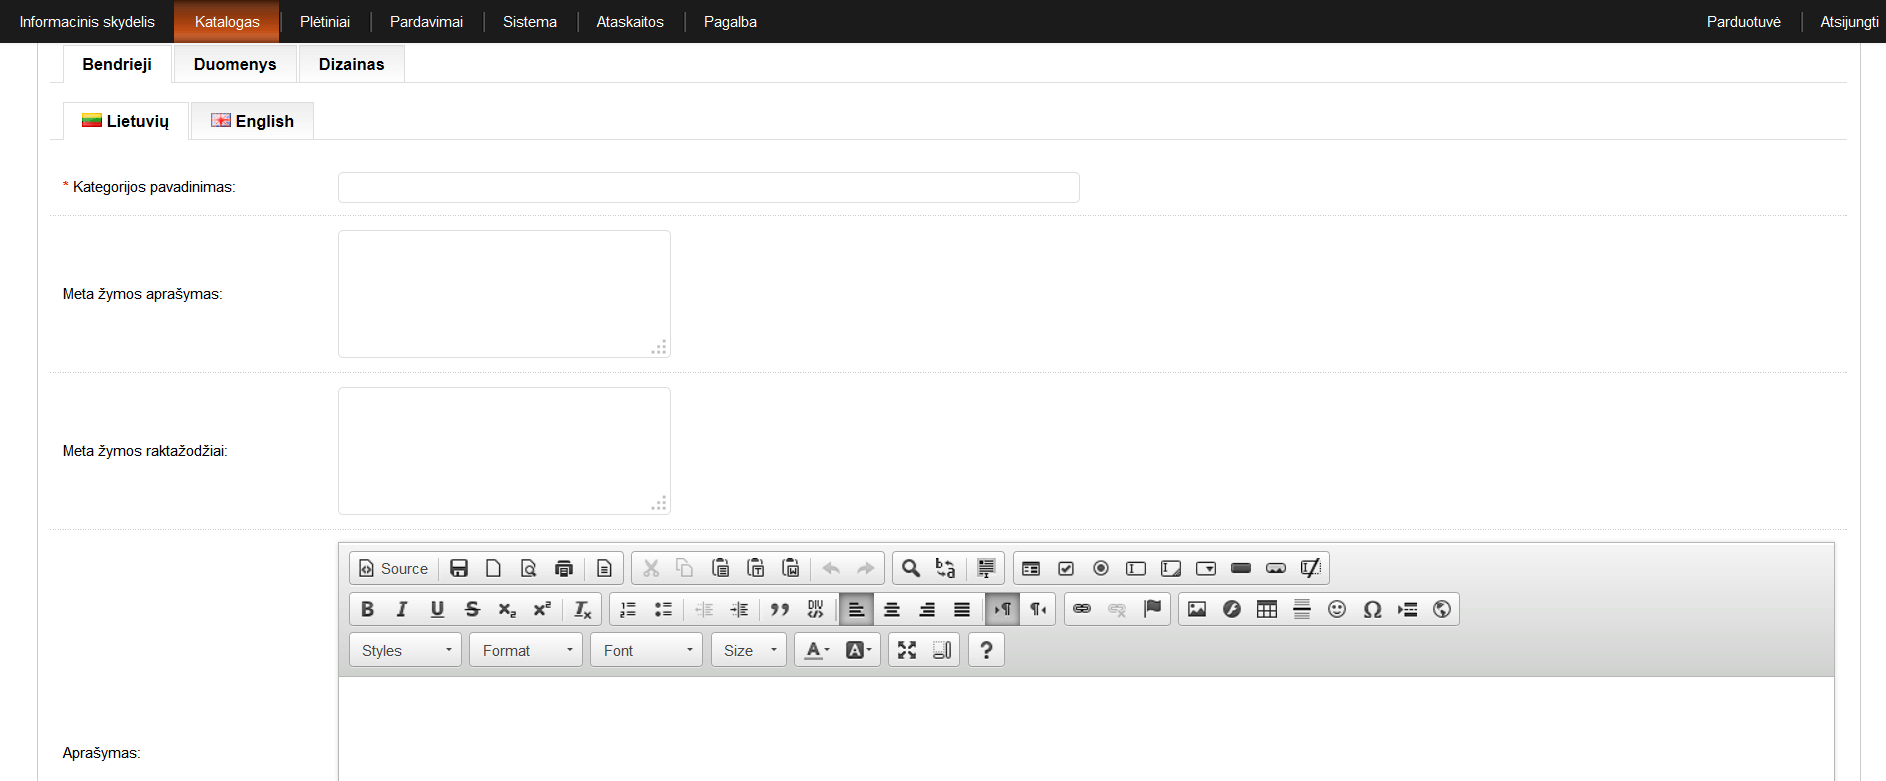 Informacinis skydelis Katalogas Plėtiniai Pardavimai Sistema Ataskaitos Pagalba Parduotuvė Atsijungti
Bendrieji Duomenys Dizainas
Lietuvių English
* Kategorijos pavadinimas:
Meta žymos aprašymas:
Meta žymos raktažodžiai:
Source
Styles Format Font Size
Aprašymas: